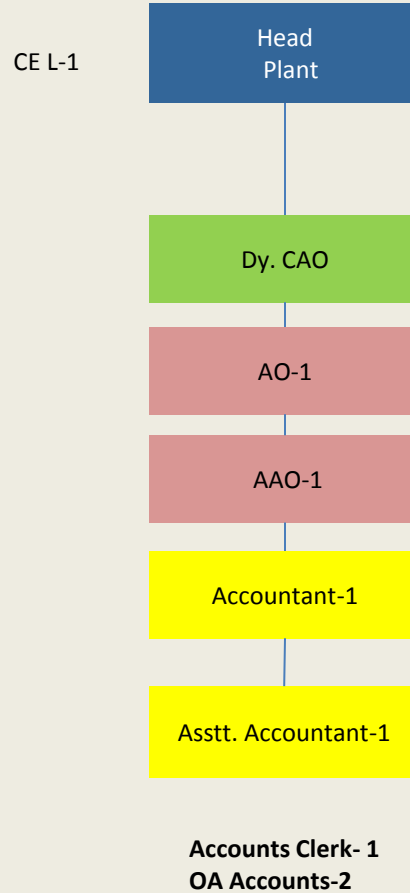 CE L-1
Head
Plant
Dy. CAO
AO-1
AAO-1
Accountant-1
Asstt. Accountant-1
Accounts Clerk- 1
OA Accounts-2